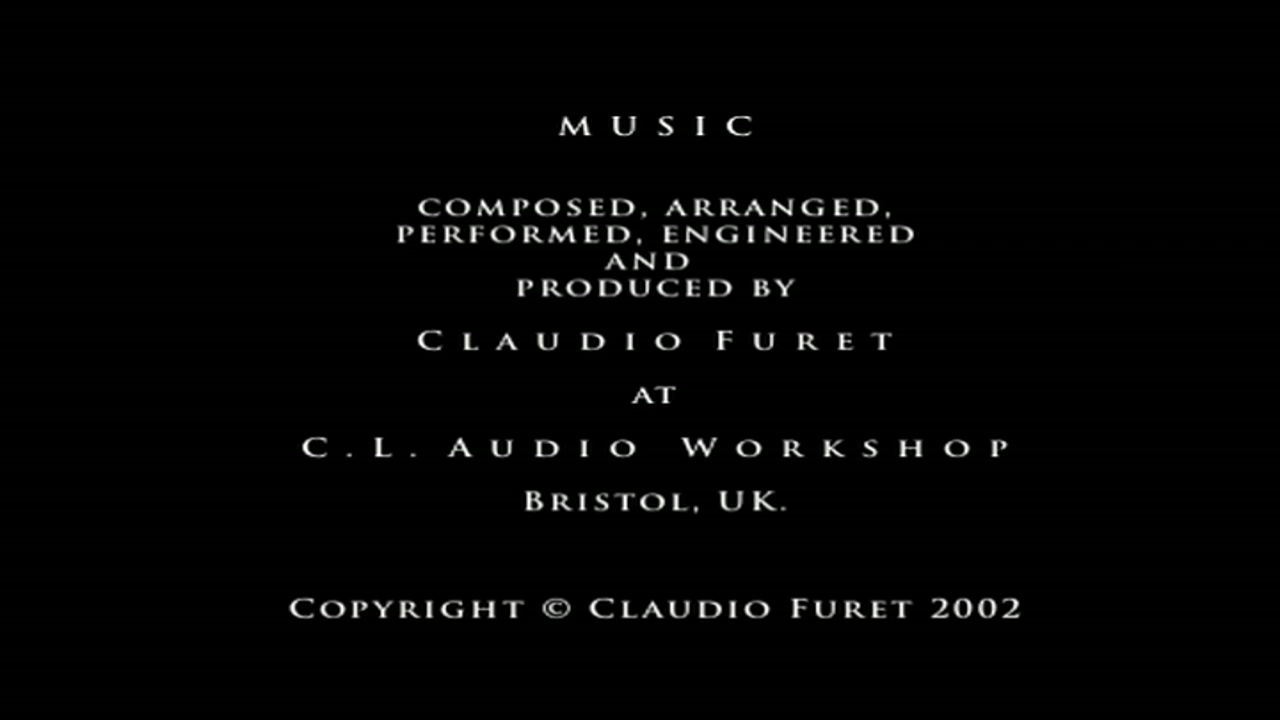 MUSIC
COMPOSED, ARRANGED,
PERFORMED, ENGINEERED
AND
PRODUCED BY
CLAUDIO FURET
AT
C.L. AUDIO WORKSHOP
BRISTOL, UK.
COPYRIGHT © CLAUDIO FURET 2002